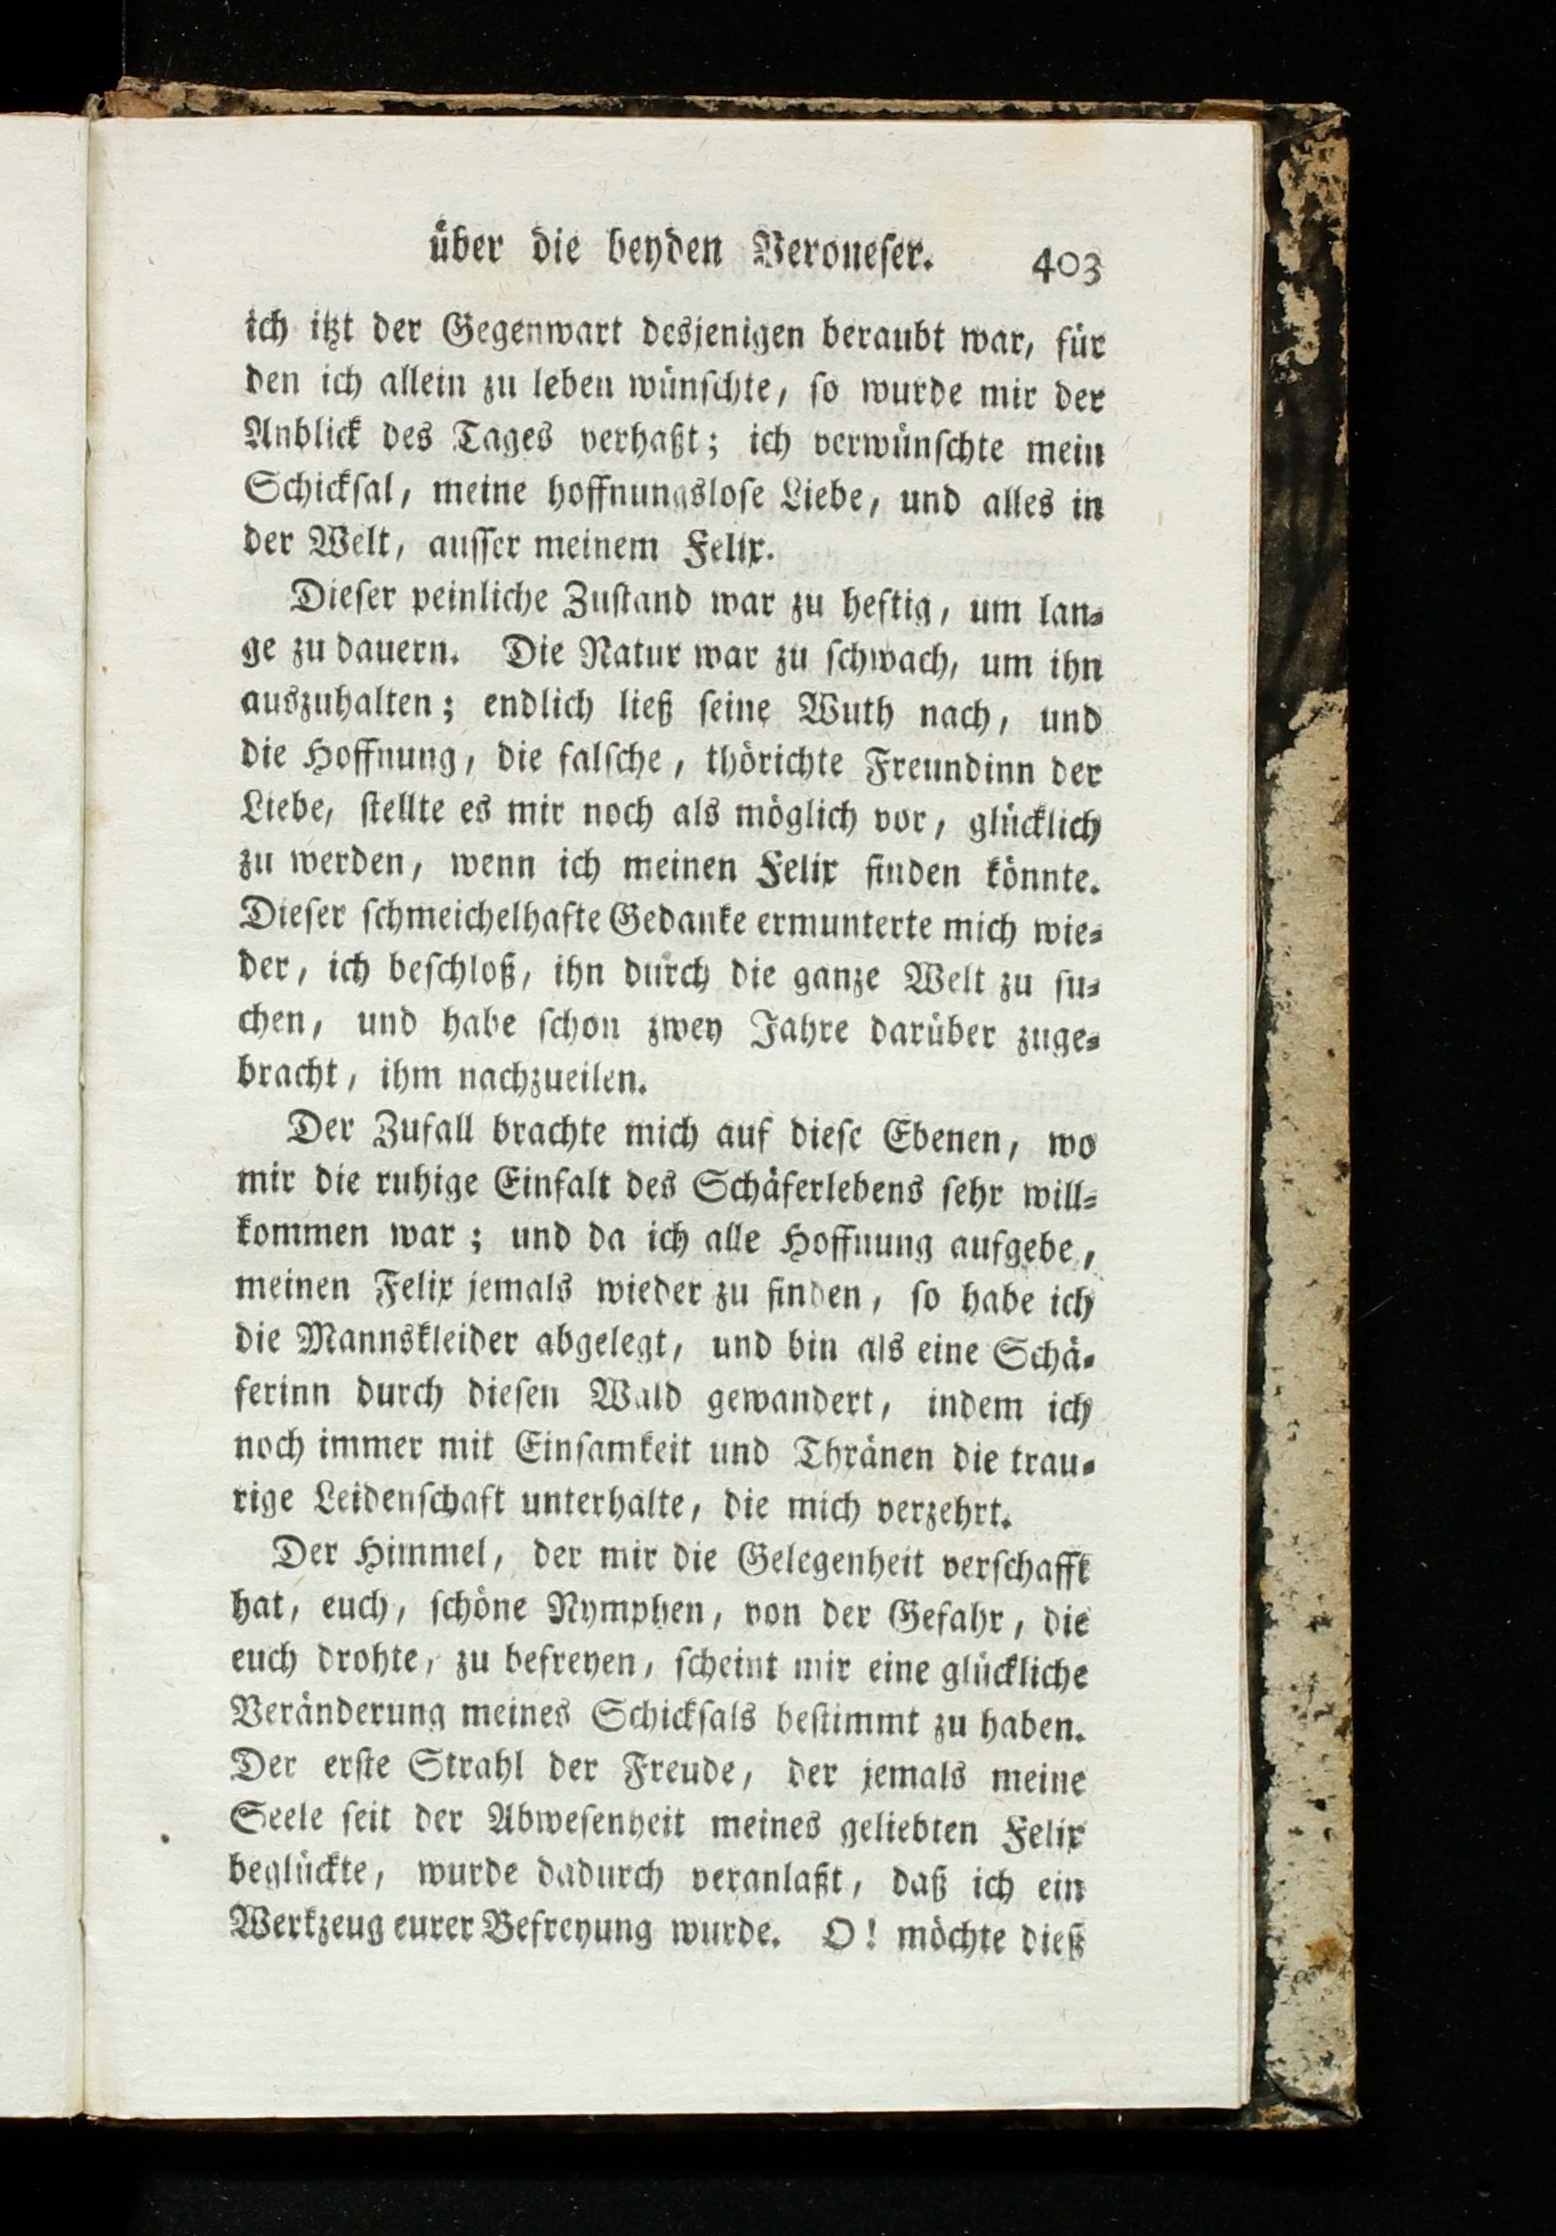 über die beyden Veroneſer. 403
ich itzt der Gegenwart desjenigen beraubt war, für
den ich allein zu leben wünſchte, ſo wurde mir der
Anblick des Tages verhaßt; ich verwünſchte mein
Schickſal, meine hoffnungsloſe Liebe, und alles in
der Welt, auſſer meinem Felix.
Dieſer peinliche Zuſtand war zu heftig, um lan-
ge zu dauern. Die Natur war zu ſchwach, um ihn
auszuhalten; endlich ließ ſeine Wuth nach, und
die Hoffnung, die falſche, thörichte Freundinn der
Liebe, ſtellte es mir noch als möglich vor, glücklich
zu werden, wenn ich meinen Felix finden könnte.
Dieſer ſchmeichelhafte Gedanke ermunterte mich wie-
der, ich beſchloß, ihn durch die ganze Welt zu ſu-
chen, und habe ſchon zwey Jahre darüber zuge-
bracht, ihm nachzueilen.
Der Zufall brachte mich auf dieſe Ebenen, wo
mir die ruhige Einfalt des Schäferlebens ſehr will-
kommen war; und da ich alle Hoffnung aufgebe,
meinen Felix jemals wieder zu finden, ſo habe ich
die Mannskleider abgelegt, und bin als eine Schä-
ferinn durch dieſen Wald gewandert, indem ich
noch immer mit Einſamkeit und Thränen die trau-
rige Leidenſchaft unterhalte, die mich verzehrt.
Der Himmel, der mir die Gelegenheit verſchafft
hat, euch, ſchöne Nymphen, von der Gefahr, die
euch drohte, zu befreyen, ſcheint mir eine glückliche
Veränderung meines Schickſals beſtimmt zu haben.
Der erſte Strahl der Freude, der jemals meine
Seele ſeit der Abweſenheit meines geliebten Felix
beglückte, wurde dadurch veranlaßt, daß ich ein
Werkzeug eurer Befreyung wurde. O! möchte dieß